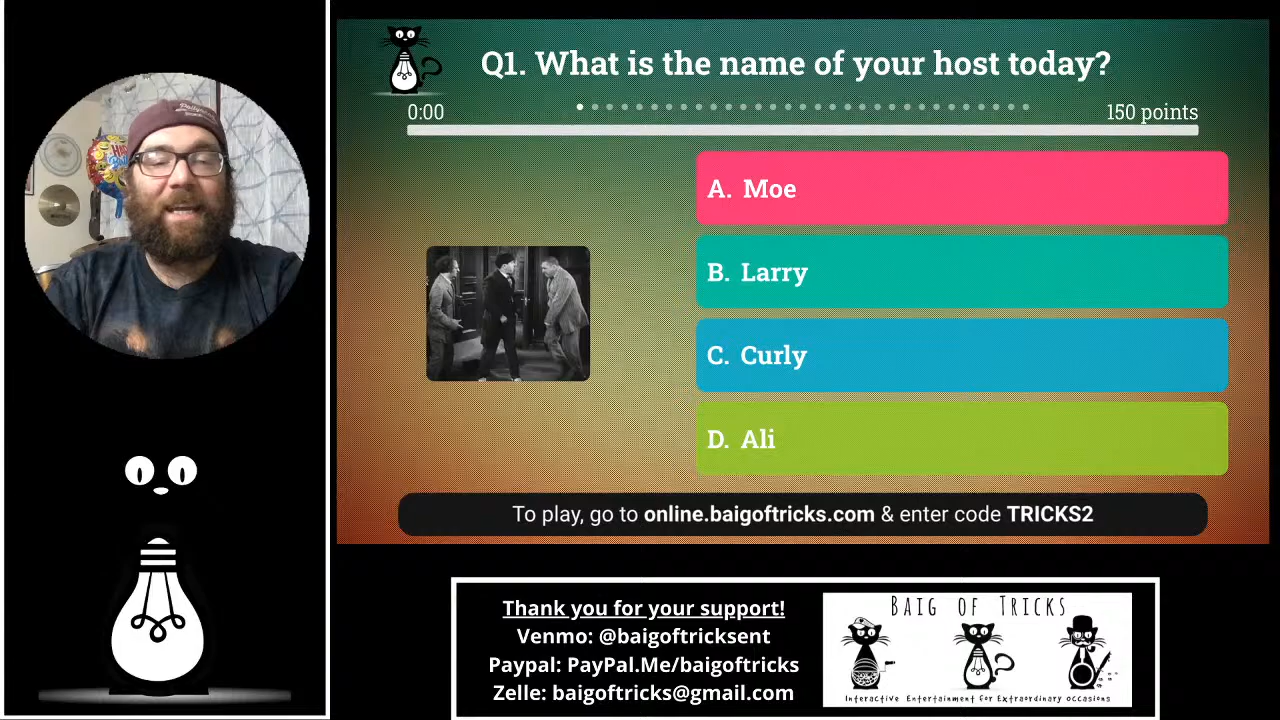 Q1. What is the name of your host today?
0:00
150 points
A. Moe
B. Larry
C. Curly
D. Ali
To play, go to online.baigoftricks.com & enter code TRICKS2
Thank you for your support!
Venmo: @baigoftricksent
Paypal: PayPal.Me/baigoftricks
Zelle: baigoftricks@gmail.com
BAIG OF TRICKS
Interactive Entertainment for Extraordinary Occasions